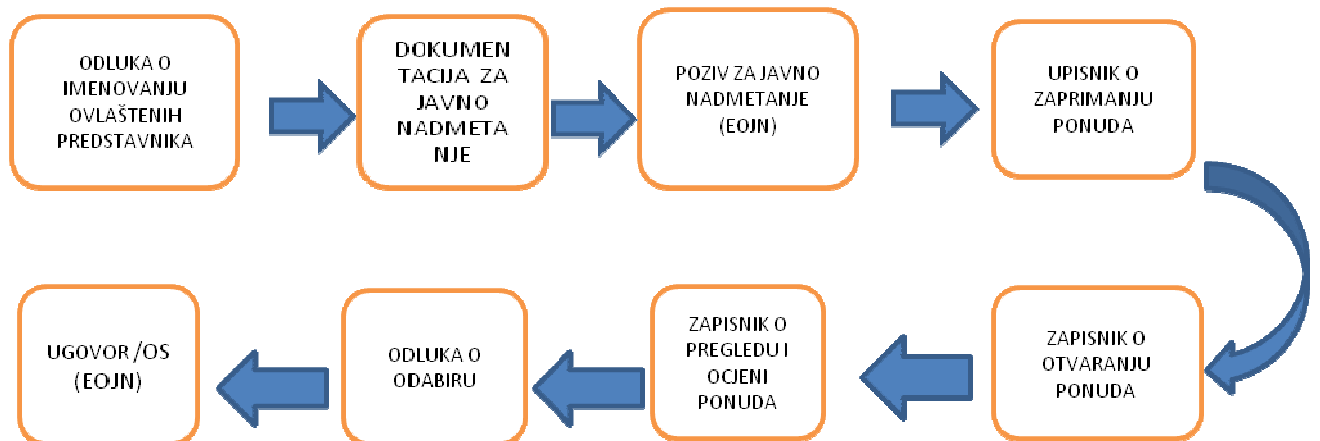 ODLUKA O
IMENOVANJU
OVLAŠTENIH
PREDSTAVNIKA
DOKUMEN
TACIJA ZA
JAVNO
NADMETA
NJE
POZIV ZA JAVNO
NADMETANJE
(EOJN)
UPISNIK O
ZAPRIMANJU
PONUDA
ZAPISNIK O
OTVARANJU
PONUDA
ZAPISNIK O
PREGLEDU I
OCJENI
PONUDA
ODLUKA O
ODABIRU
UGOVOR /OS
(EOJN)